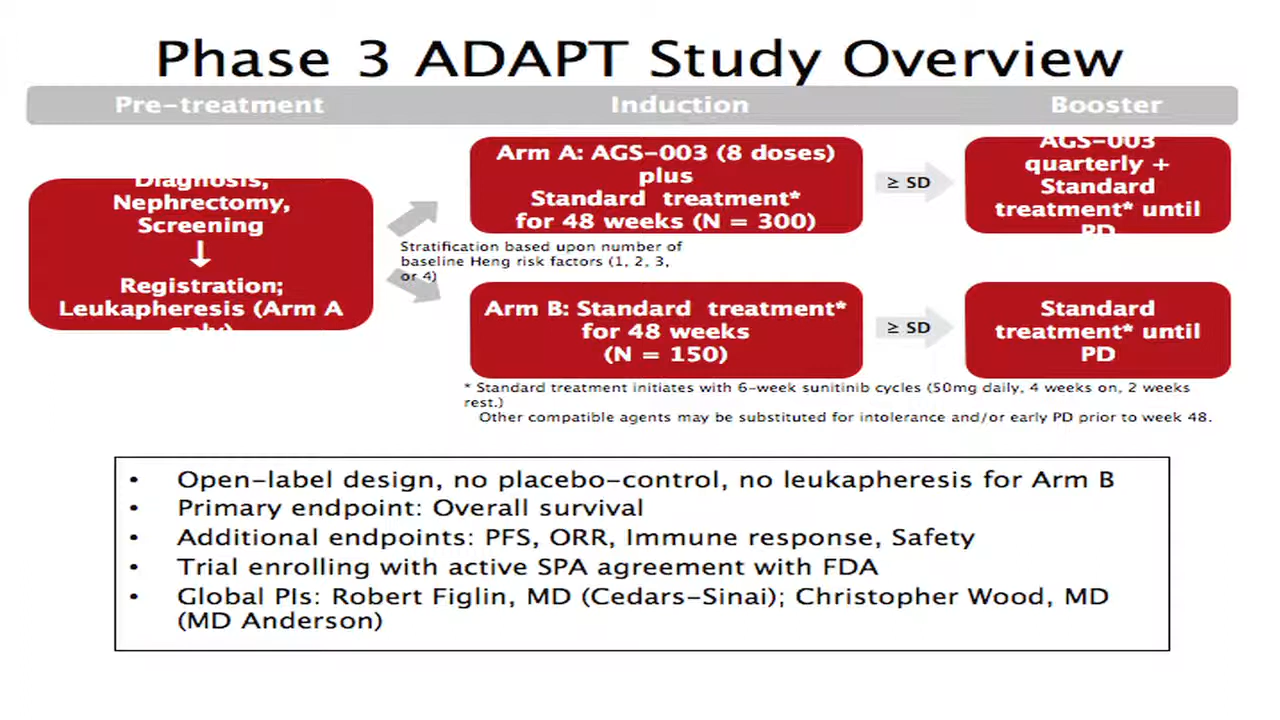 Phase 3 ADAPT Study Overview
Pre-treatment
Induction
Booster
Diagnosis,
Nephrectomy,
Screening
↓
Registration;
Leukapheresis (Arm A
only)
Stratification based upon number of
baseline Heng risk factors (1, 2, 3,
or 4)
Arm A: AGS-003 (8 doses)
plus
Standard treatment*
for 48 weeks (N = 300)
≥ SD
AGS-003
quarterly +
Standard
treatment* until
PD
Arm B: Standard treatment*
for 48 weeks
(N = 150)
≥ SD
Standard
treatment* until
PD
* Standard treatment initiates with 6-week sunitinib cycles (50mg daily, 4 weeks on, 2 weeks
rest.)
Other compatible agents may be substituted for intolerance and/or early PD prior to week 48.
• Open-label design, no placebo-control, no leukapheresis for Arm B
• Primary endpoint: Overall survival
• Additional endpoints: PFS, ORR, Immune response, Safety
• Trial enrolling with active SPA agreement with FDA
• Global PIs: Robert Figlin, MD (Cedars-Sinai); Christopher Wood, MD
(MD Anderson)